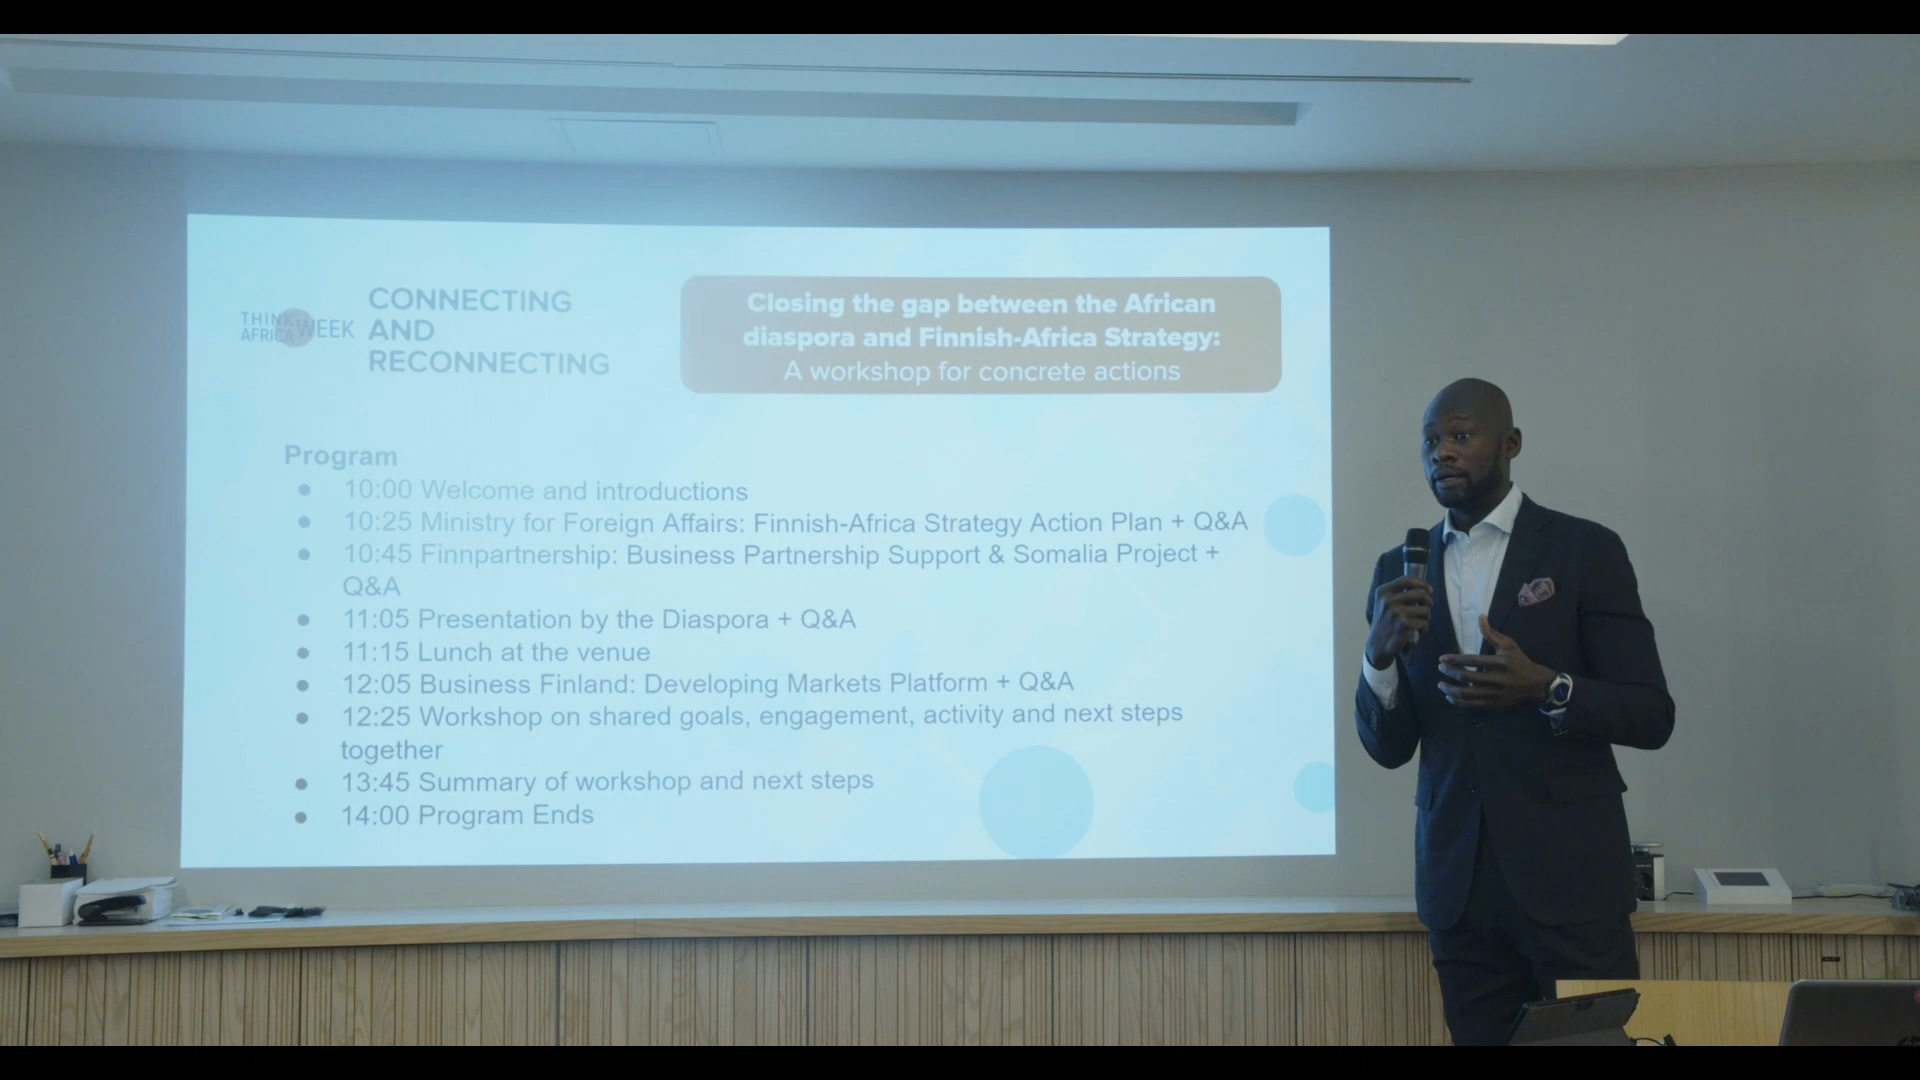 THINK
AFRICA WEEK
CONNECTING
AND
RECONNECTING
Closing the gap between the African
diaspora and Finnish-Africa Strategy:
A workshop for concrete actions
Program
● 10:00 Welcome and introductions
● 10:25 Ministry for Foreign Affairs: Finnish-Africa Strategy Action Plan + Q&A
● 10:45 Finnpartnership: Business Partnership Support & Somalia Project +
Q&A
● 11:05 Presentation by the Diaspora + Q&A
● 11:15 Lunch at the venue
● 12:05 Business Finland: Developing Markets Platform + Q&A
● 12:25 Workshop on shared goals, engagement, activity and next steps
together
● 13:45 Summary of workshop and next steps
● 14:00 Program Ends